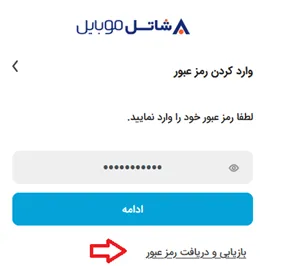 شاتل موبایل
وارد کردن رمز عبور
لطفا رمز عبور خود را وارد نمایید.
•••••••••••
ادامه
بازیابی و دریافت رمز عبور